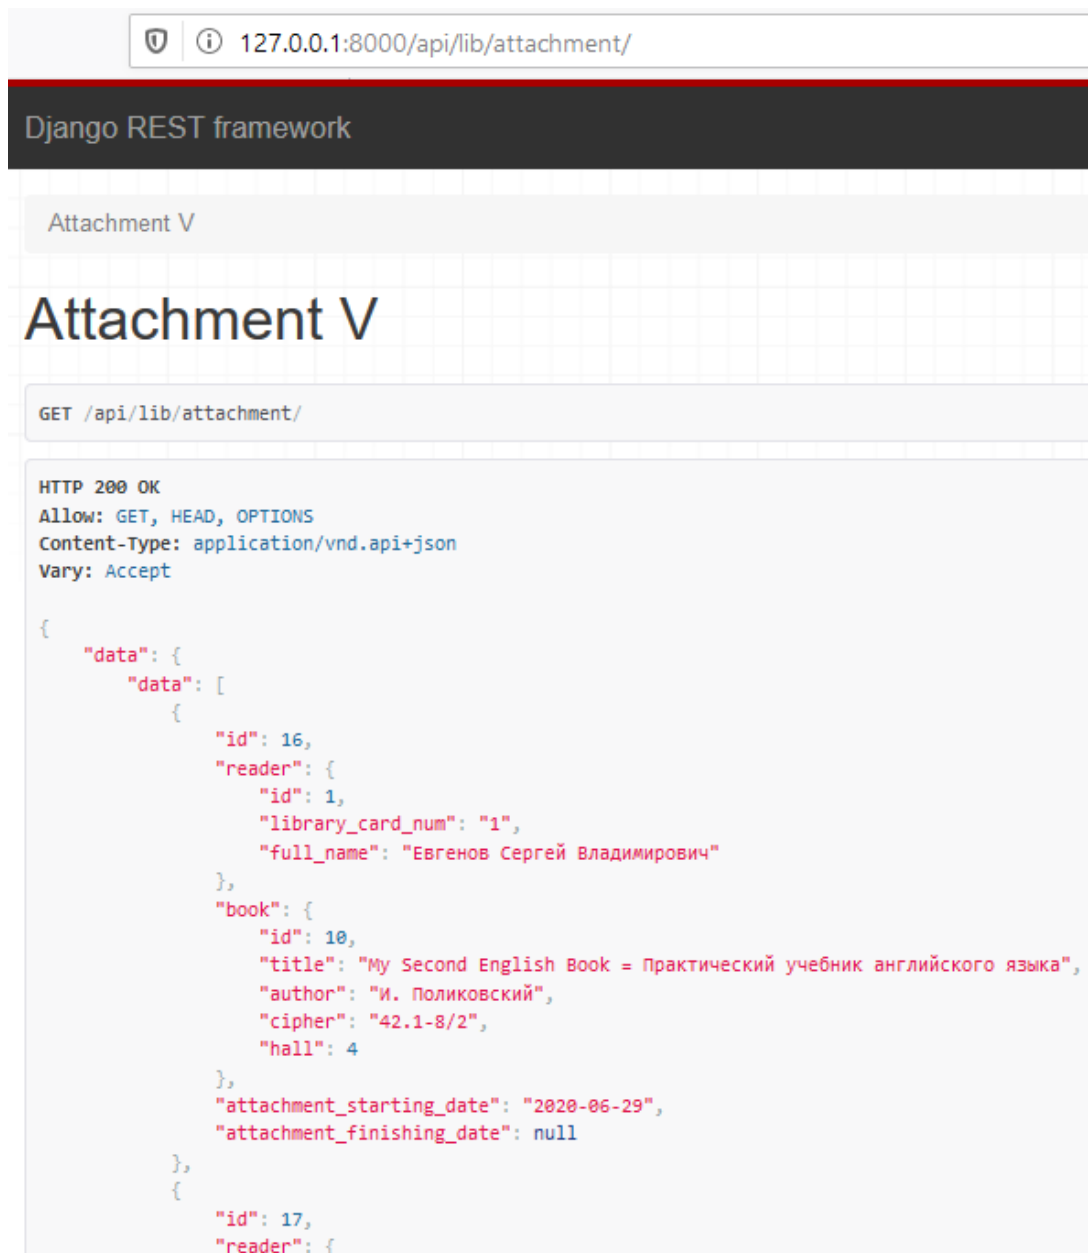 127.0.0.1:8000/api/lib/attachment/
Django REST framework
Attachment V
Attachment V
GET /api/lib/attachment/
HTTP 200 OK
Allow: GET, HEAD, OPTIONS
Content-Type: application/vnd.api+json
Vary: Accept
{
    "data": {
        "data": [
            {
                "id": 16,
                "reader": {
                    "id": 1,
                    "library_card_num": "1",
                    "full_name": "Евгенов Сергей Владимирович"
                },
                "book": {
                    "id": 10,
                    "title": "My Second English Book = Практический учебник английского языка",
                    "author": "И. Поликовский",
                    "cipher": "42.1-8/2",
                    "hall": 4
                },
                "attachment_starting_date": "2020-06-29",
                "attachment_finishing_date": null
            },
            {
                "id": 17,
                "reader": {